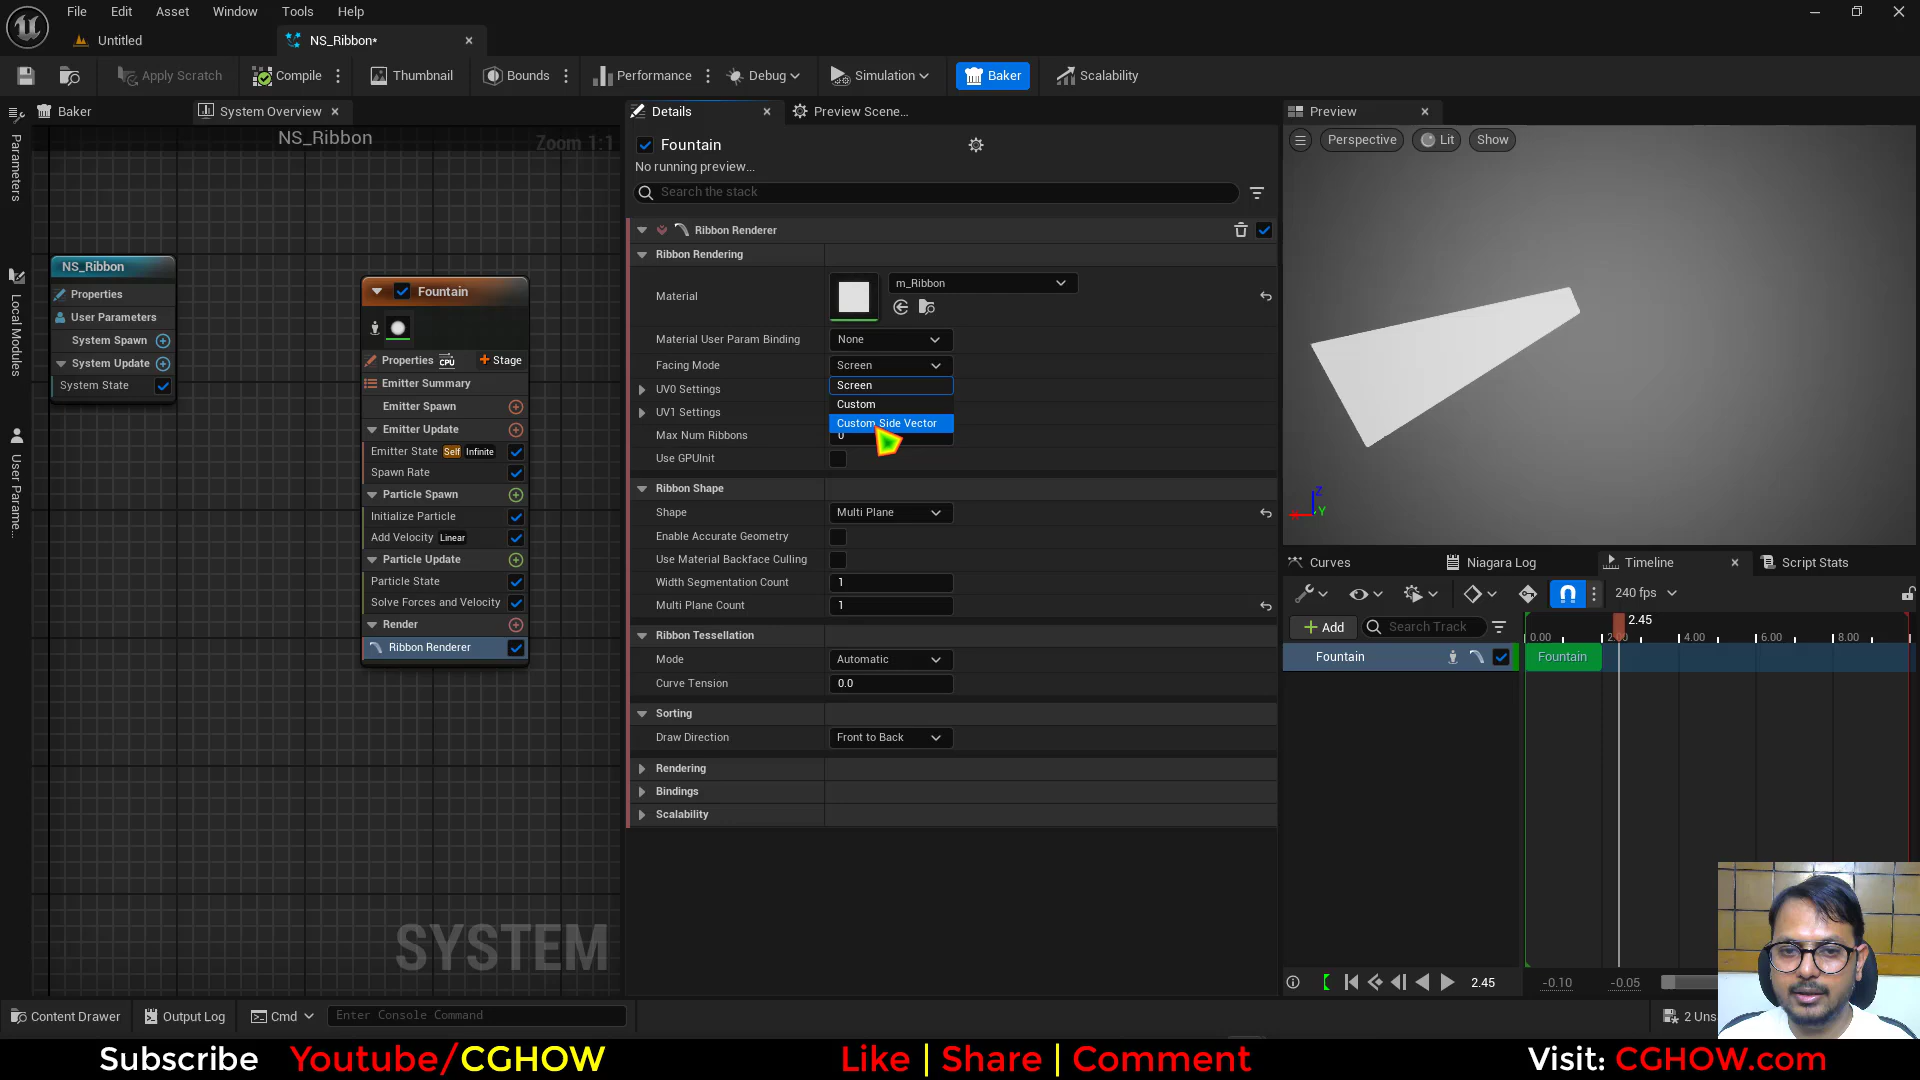 File Edit Asset Window Tools Help
Untitled
NS_Ribbon*
Apply Scratch
Compile
Thumbnail
Bounds
Performance
Debug
Simulation
Baker
Scalability
Baker
System Overview
Details
Preview Scene...
Preview
Parameters
Local Modules
User Parame...
NS_Ribbon
Zoom 1:1
NS_Ribbon
Properties
User Parameters
System Spawn
System Update
System State
Fountain
Properties
CPU
Stage
Emitter Summary
Emitter Spawn
Emitter Update
Emitter State Self Infinite
Spawn Rate
Particle Spawn
Initialize Particle
Add Velocity Linear
Particle Update
Particle State
Solve Forces and Velocity
Render
Ribbon Renderer
SYSTEM
Fountain
No running preview...
Search the stack
Ribbon Renderer
Ribbon Rendering
Material
m_Ribbon
Material User Param Binding None
Facing Mode Screen
Screen
Custom
Custom Side Vector
UV0 Settings
UV1 Settings
Max Num Ribbons 0
Use GPUInit
Ribbon Shape
Shape Multi Plane
Enable Accurate Geometry
Use Material Backface Culling
Width Segmentation Count 1
Multi Plane Count 1
Ribbon Tessellation
Mode Automatic
Curve Tension 0.0
Sorting
Draw Direction Front to Back
Rendering
Bindings
Scalability
Perspective
Lit
Show
Z
X
Y
Curves
Niagara Log
Timeline
Script Stats
240 fps
Add
Search Track
2.45
0.00 2.00 4.00 6.00 8.00
Fountain
Fountain
2.45
-0.10
-0.05
Content Drawer
Output Log
Cmd
Enter Console Command
2 Uns
Subscribe Youtube/CGHOW
Like | Share | Comment
Visit: CGHOW.com